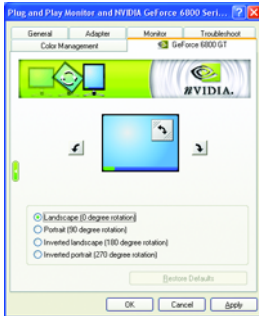 Plug and Play Monitor and NVIDIA GeForce 6800 Seri...
General Adapter Monitor Troubleshoot
Color Management GeForce 6800 GT
NVIDIA.
Landscape (0 degree rotation)
Portrait (90 degree rotation)
Inverted landscape (180 degree rotation)
Inverted portrait (270 degree rotation)
Restore Defaults
OK Cancel Apply